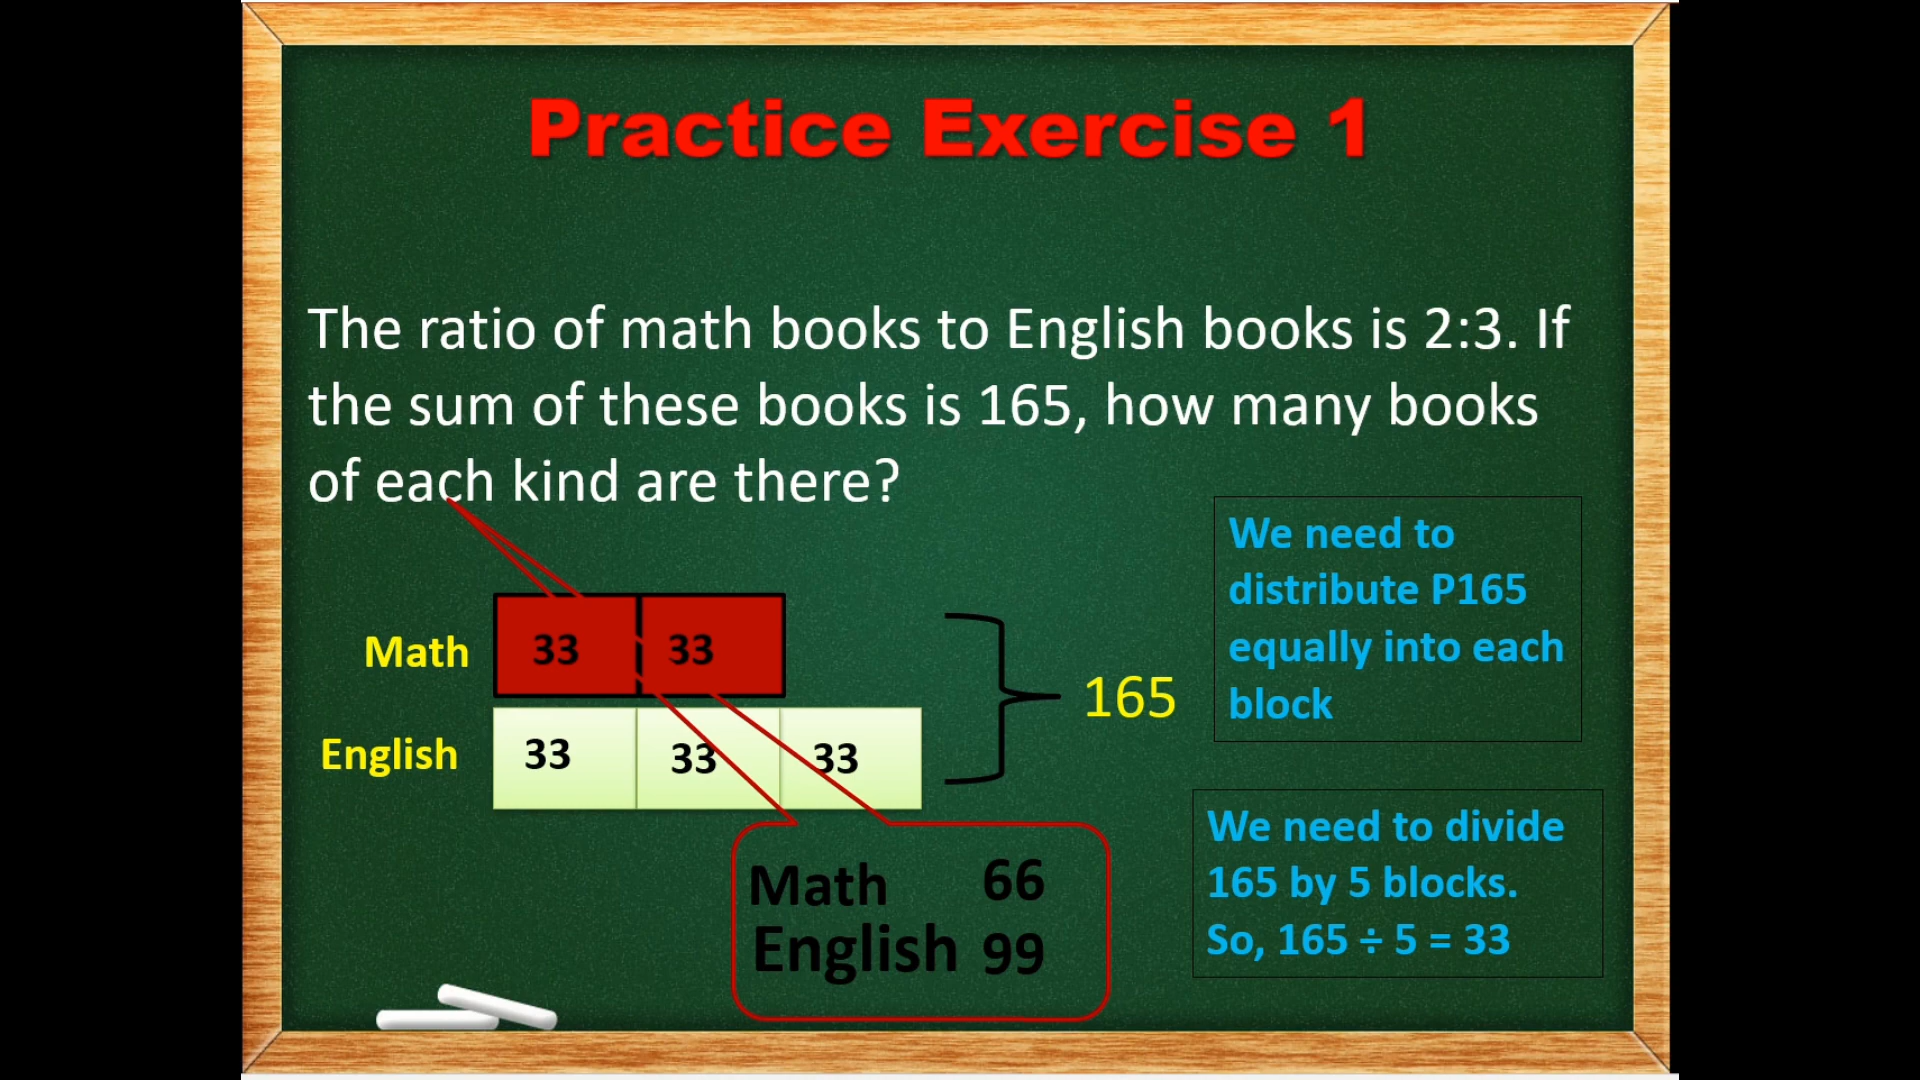 Practice Exercise 1
The ratio of math books to English books is 2:3. If
the sum of these books is 165, how many books
of each kind are there?
We need to
distribute P165
equally into each
block
Math 33 33
165
English 33 33 33
We need to divide
165 by 5 blocks.
So, 165 ÷ 5 = 33
Math 66
English 99